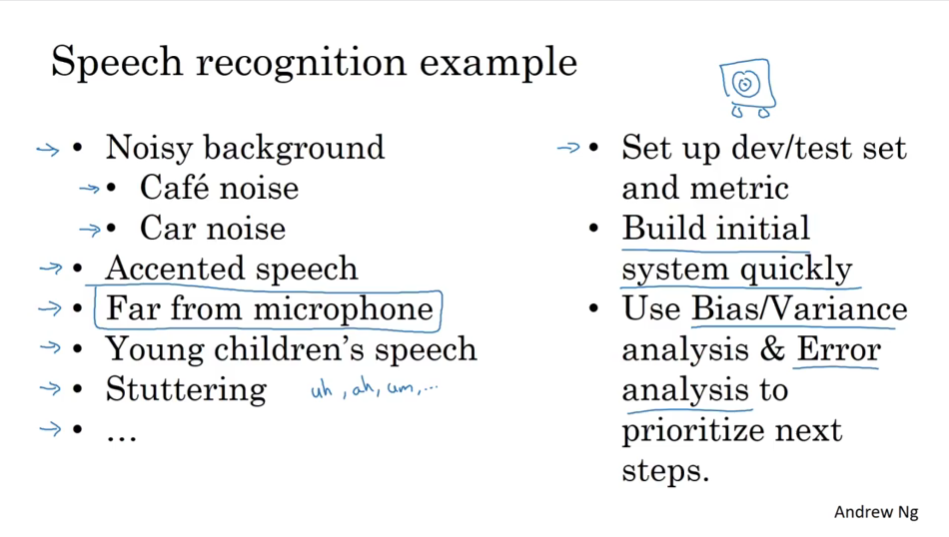 Speech recognition example
• Noisy background
• Café noise
• Car noise
• Accented speech
• Far from microphone
• Young children's speech
• Stuttering uh, ah, um, ...
• ...
• Set up dev/test set
and metric
• Build initial
system quickly
• Use Bias/Variance
analysis & Error
analysis to
prioritize next
steps.
Andrew Ng